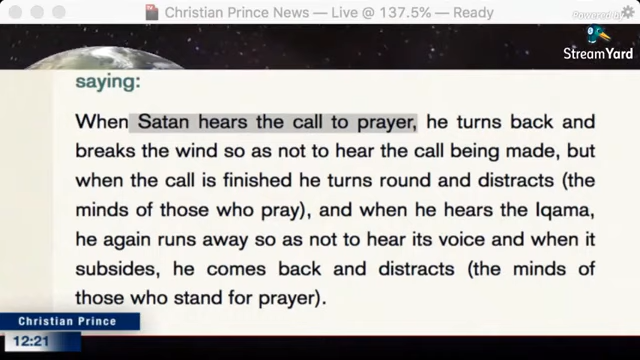 Christian Prince News — Live @ 137.5% — Ready
Powered by
StreamYard
saying:
When Satan hears the call to prayer, he turns back and
breaks the wind so as not to hear the call being made, but
when the call is finished he turns round and distracts (the
minds of those who pray), and when he hears the Iqama,
he again runs away so as not to hear its voice and when it
subsides, he comes back and distracts (the minds of
those who stand for prayer).
Christian Prince
12:21